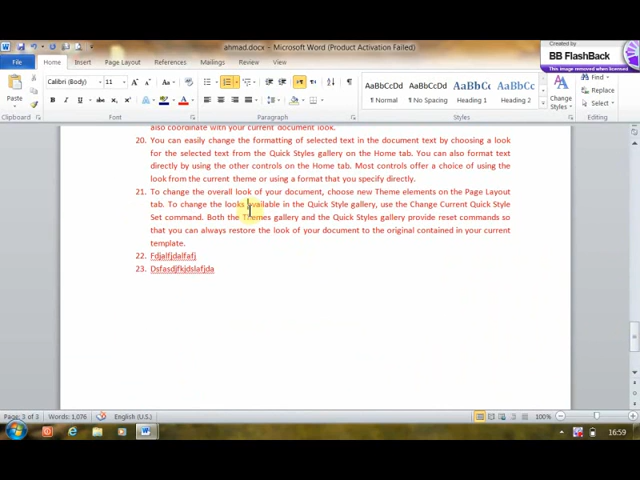 ahmad.docx - Microsoft Word (Product Activation Failed)
Created by
BB FlashBack
[This image removed when licensed]
File Home Insert Page Layout References Mailings Review View
Calibri (Body) 11
Paste
AaBbCcDd AaBbCcDd AaBbCc AaBbCc
¶ Normal ¶ No Spacing Heading 1 Heading 2
Change Styles
Find
Replace
Select
Clipboard Font Paragraph Styles Editing
also coordinate with your current document look.
20. You can easily change the formatting of selected text in the document text by choosing a look
for the selected text from the Quick Styles gallery on the Home tab. You can also format text
directly by using the other controls on the Home tab. Most controls offer a choice of using the
look from the current theme or using a format that you specify directly.
21. To change the overall look of your document, choose new Theme elements on the Page Layout
tab. To change the looks available in the Quick Style gallery, use the Change Current Quick Style
Set command. Both the Themes gallery and the Quick Styles gallery provide reset commands so
that you can always restore the look of your document to the original contained in your current
template.
22. Fdjalfjdalfafj
23. Dsfasdjfkjdslafjda
Page: 3 of 3 Words: 1,076 English (U.S.) 100%
16:59